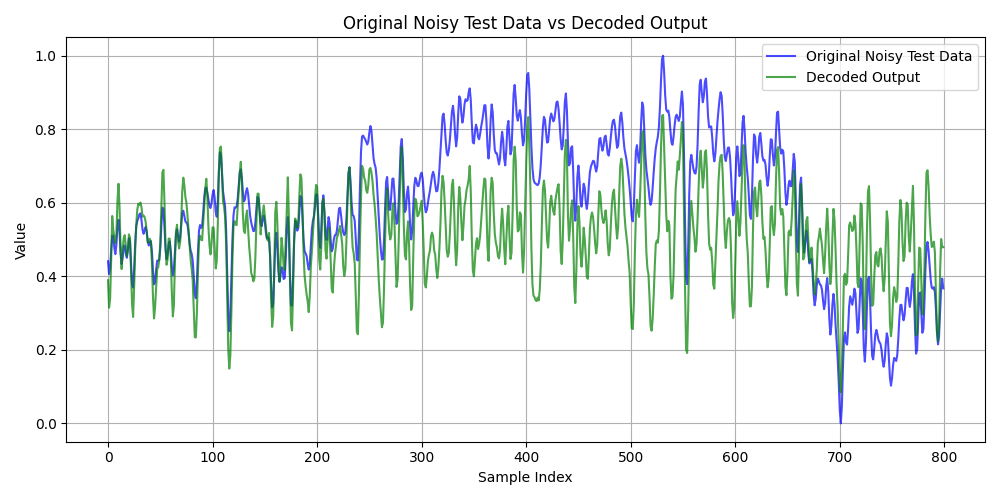 Original Noisy Test Data vs Decoded Output
Value
1.0
0.8
0.6
0.4
0.2
0.0
Original Noisy Test Data
Decoded Output
0 100 200 300 400 500 600 700 800
Sample Index